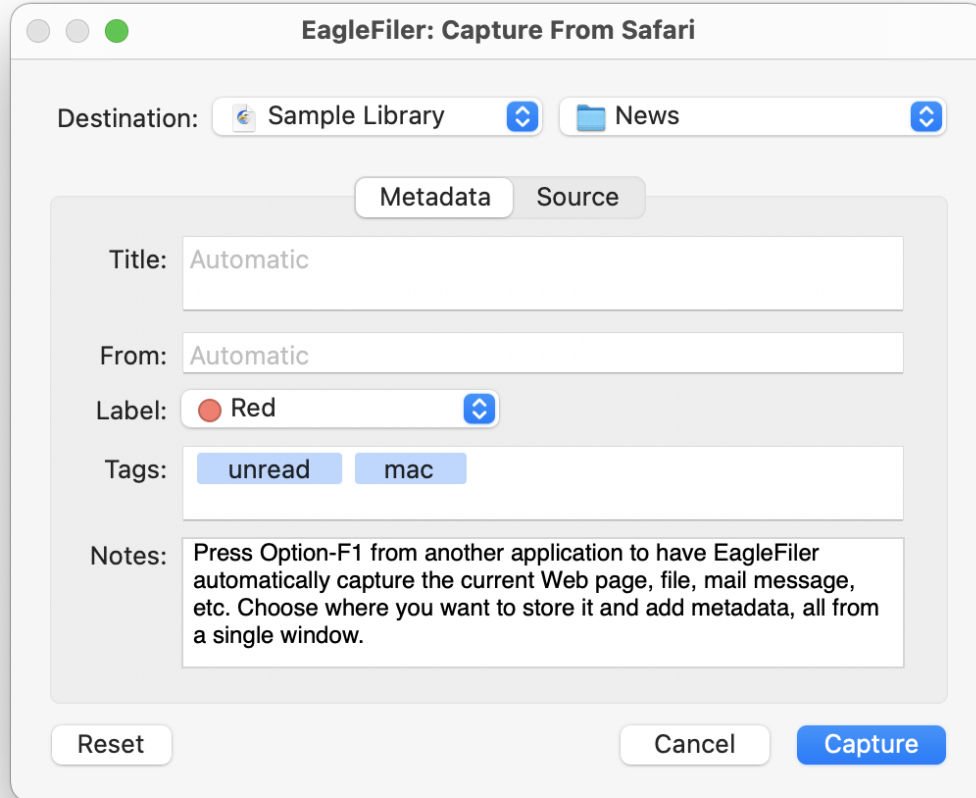 EagleFiler: Capture From Safari
Destination: Sample Library News
Metadata Source
Title: Automatic
From: Automatic
Label: Red
Tags: unread mac
Notes: Press Option-F1 from another application to have EagleFiler
automatically capture the current Web page, file, mail message,
etc. Choose where you want to store it and add metadata, all from
a single window.
Reset Cancel Capture